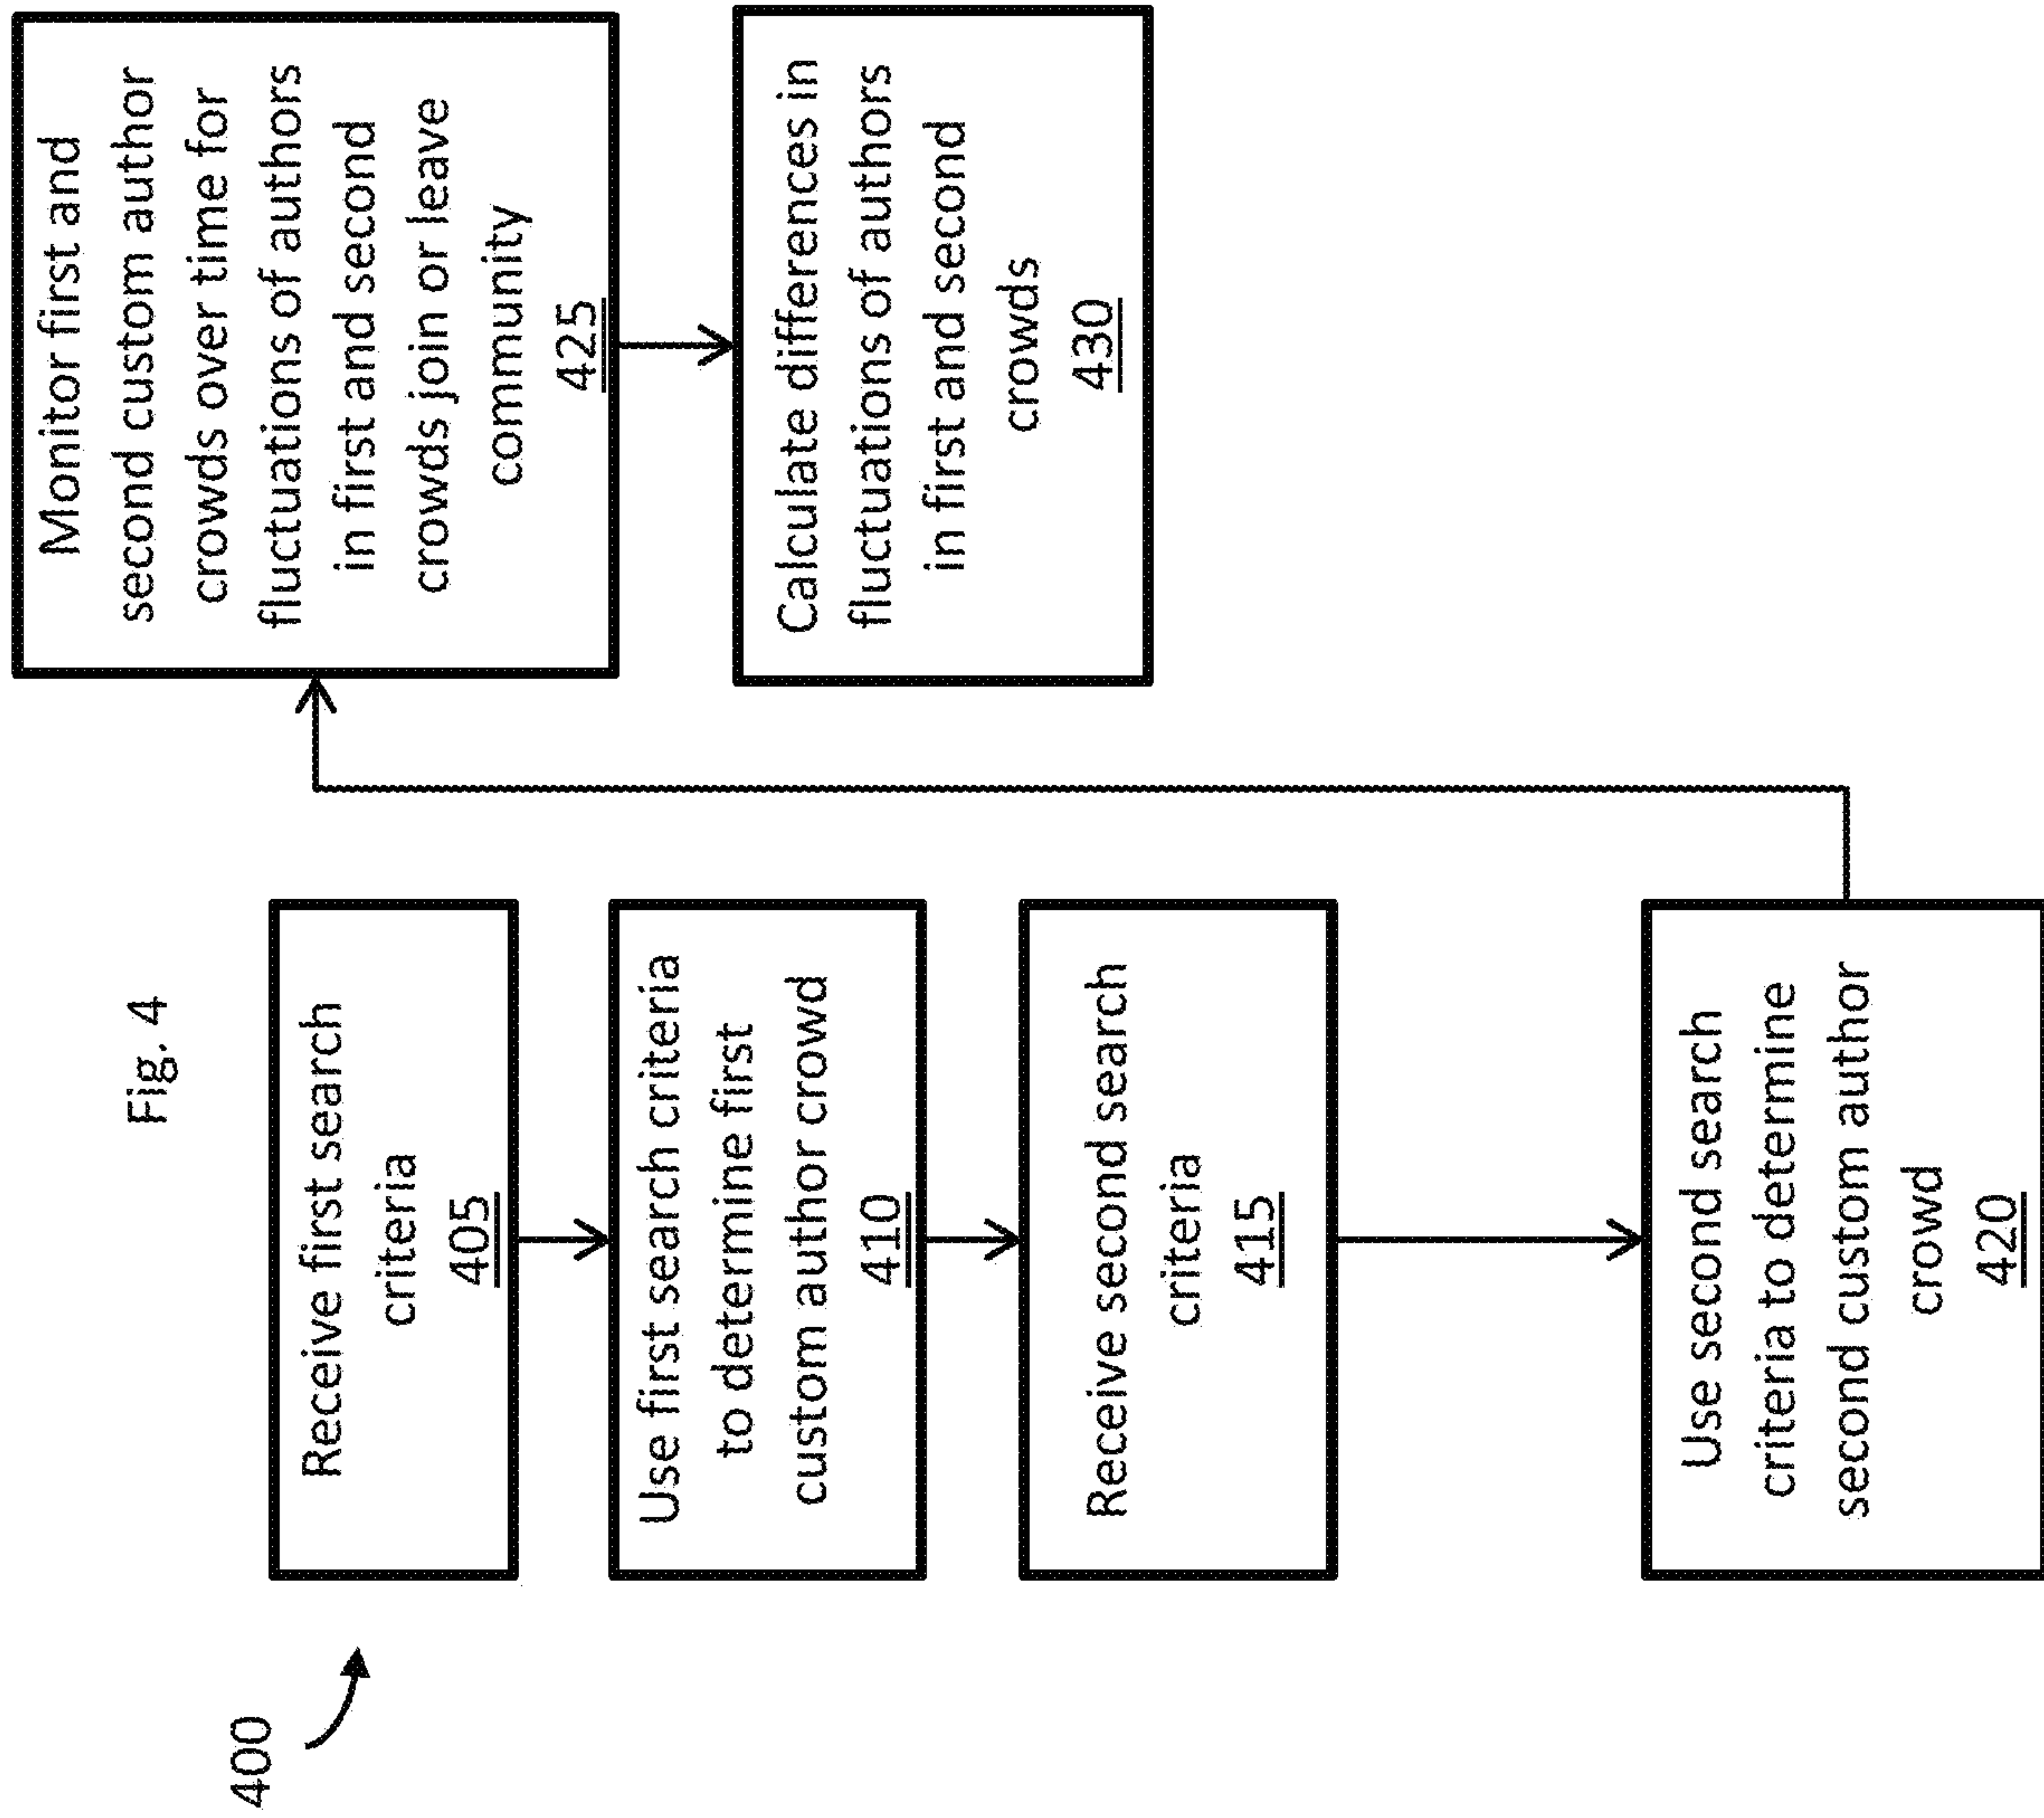 Fig. 4
400
Receive first search
criteria
405
Use first search criteria
to determine first
custom author crowd
410
Receive second search
criteria
415
Use second search
criteria to determine
second custom author
crowd
420
Monitor first and
second custom author
crowds over time for
fluctuations of authors
in first and second
crowds join or leave
community
425
Calculate differences in
fluctuations of authors
in first and second
crowds
430